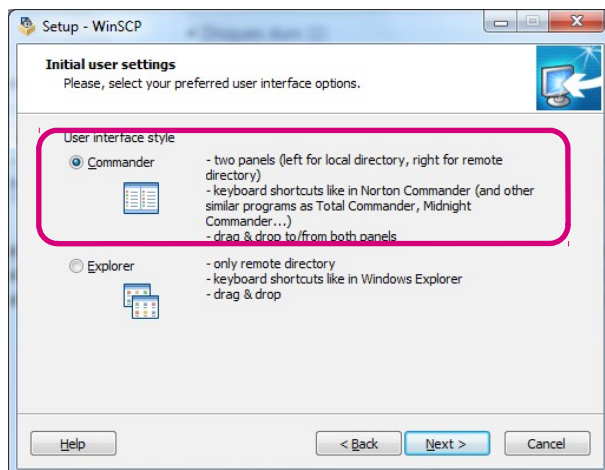 Setup - WinSCP
Disques durs (1)
Initial user settings
Please, select your preferred user interface options.
User interface style
Commander
- two panels (left for local directory, right for remote
directory)
- keyboard shortcuts like in Norton Commander (and other
similar programs as Total Commander, Midnight
Commander...)
- drag & drop to/from both panels
Explorer
- only remote directory
- keyboard shortcuts like in Windows Explorer
- drag & drop
Help
< Back
Next >
Cancel